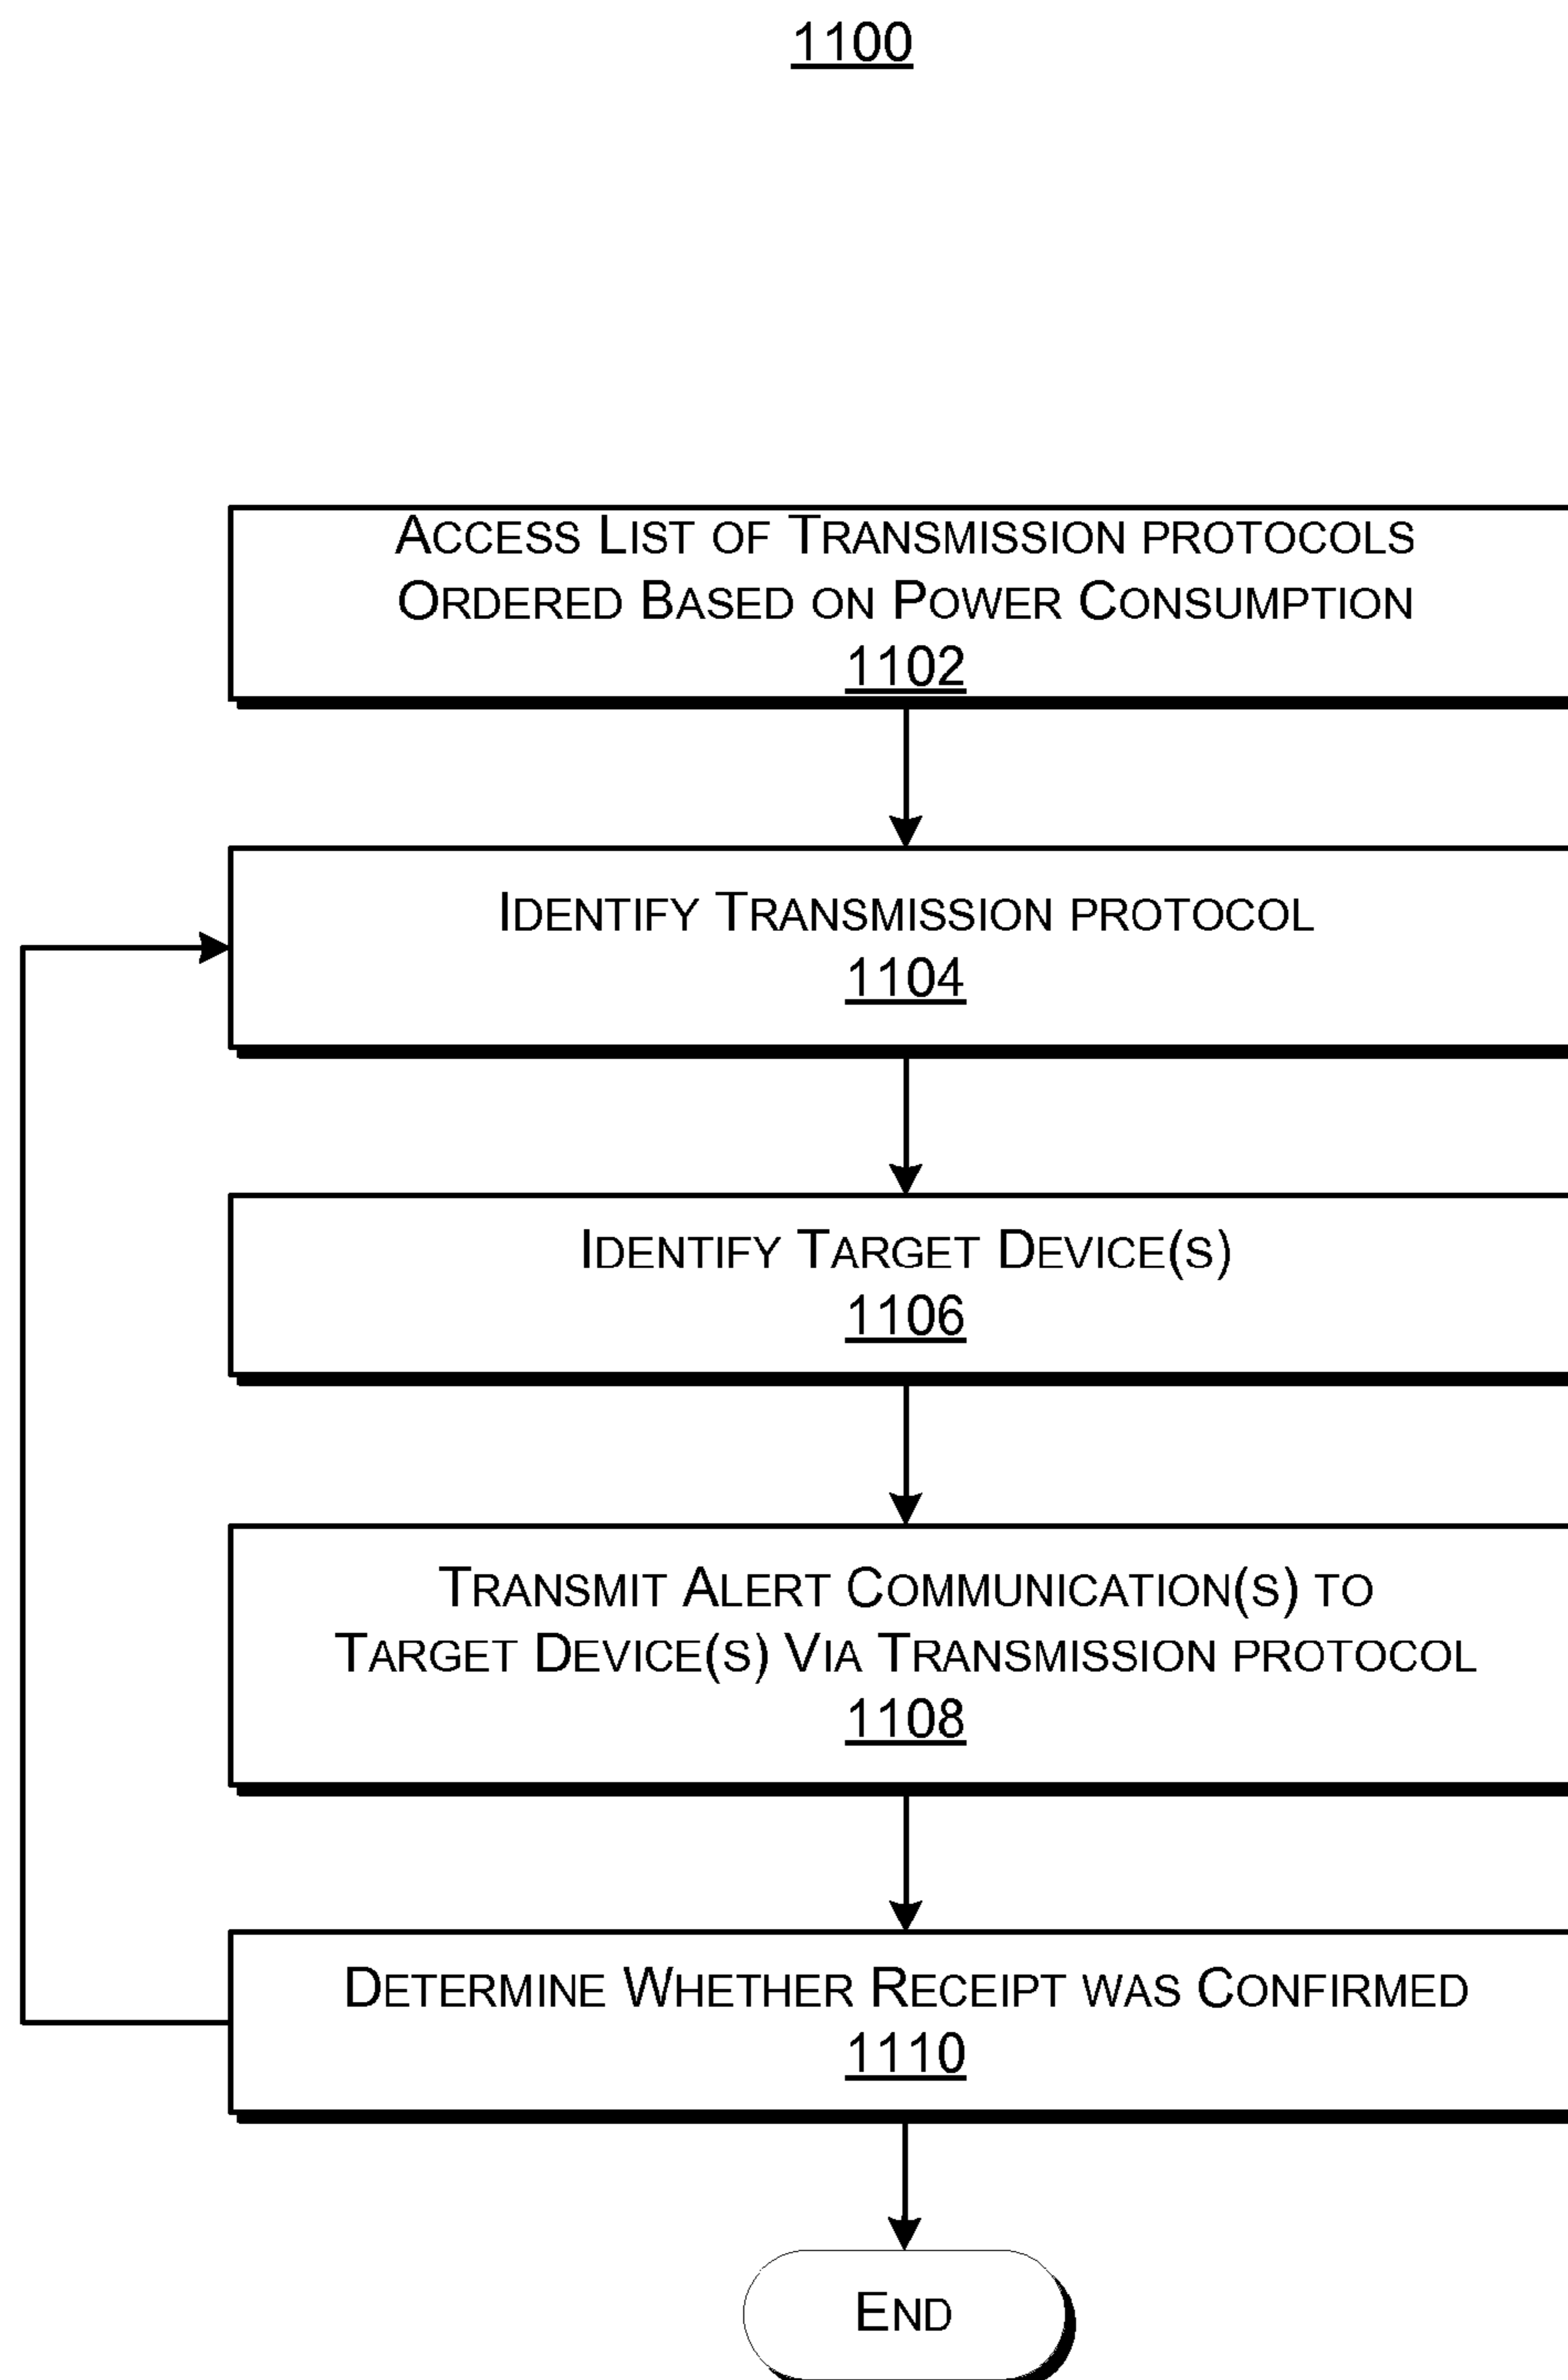 1100
Access List of Transmission protocols
Ordered Based on Power Consumption
1102
Identify Transmission protocol
1104
Identify Target Device(s)
1106
Transmit Alert Communication(s) to
Target Device(s) Via Transmission protocol
1108
Determine Whether Receipt was Confirmed
1110
End